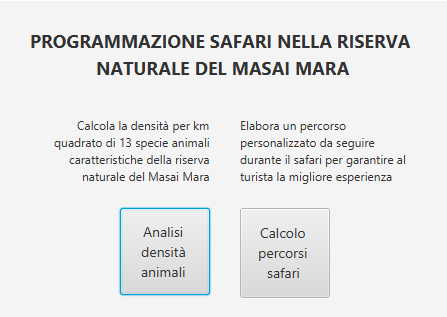 PROGRAMMAZIONE SAFARI NELLA RISERVA
NATURALE DEL MASAI MARA
Calcola la densità per km
quadrato di 13 specie animali
caratteristiche della riserva
naturale del Masai Mara
Elabora un percorso
personalizzato da seguire
durante il safari per garantire al
turista la migliore esperienza
Analisi
densità
animali
Calcolo
percorsi
safari